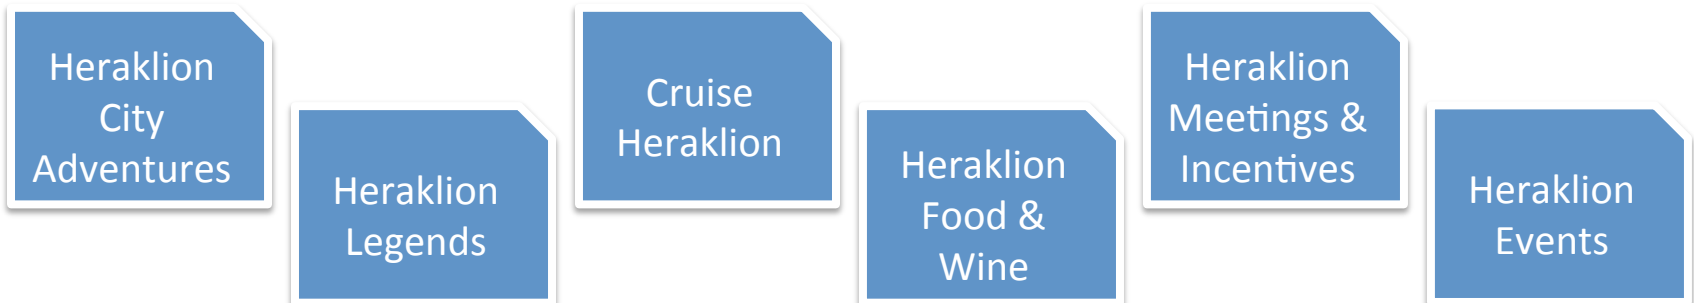 Heraklion
City
Adventures
Heraklion
Legends
Cruise
Heraklion
Heraklion
Food &
Wine
Heraklion
Meetings &
Incentives
Heraklion
Events